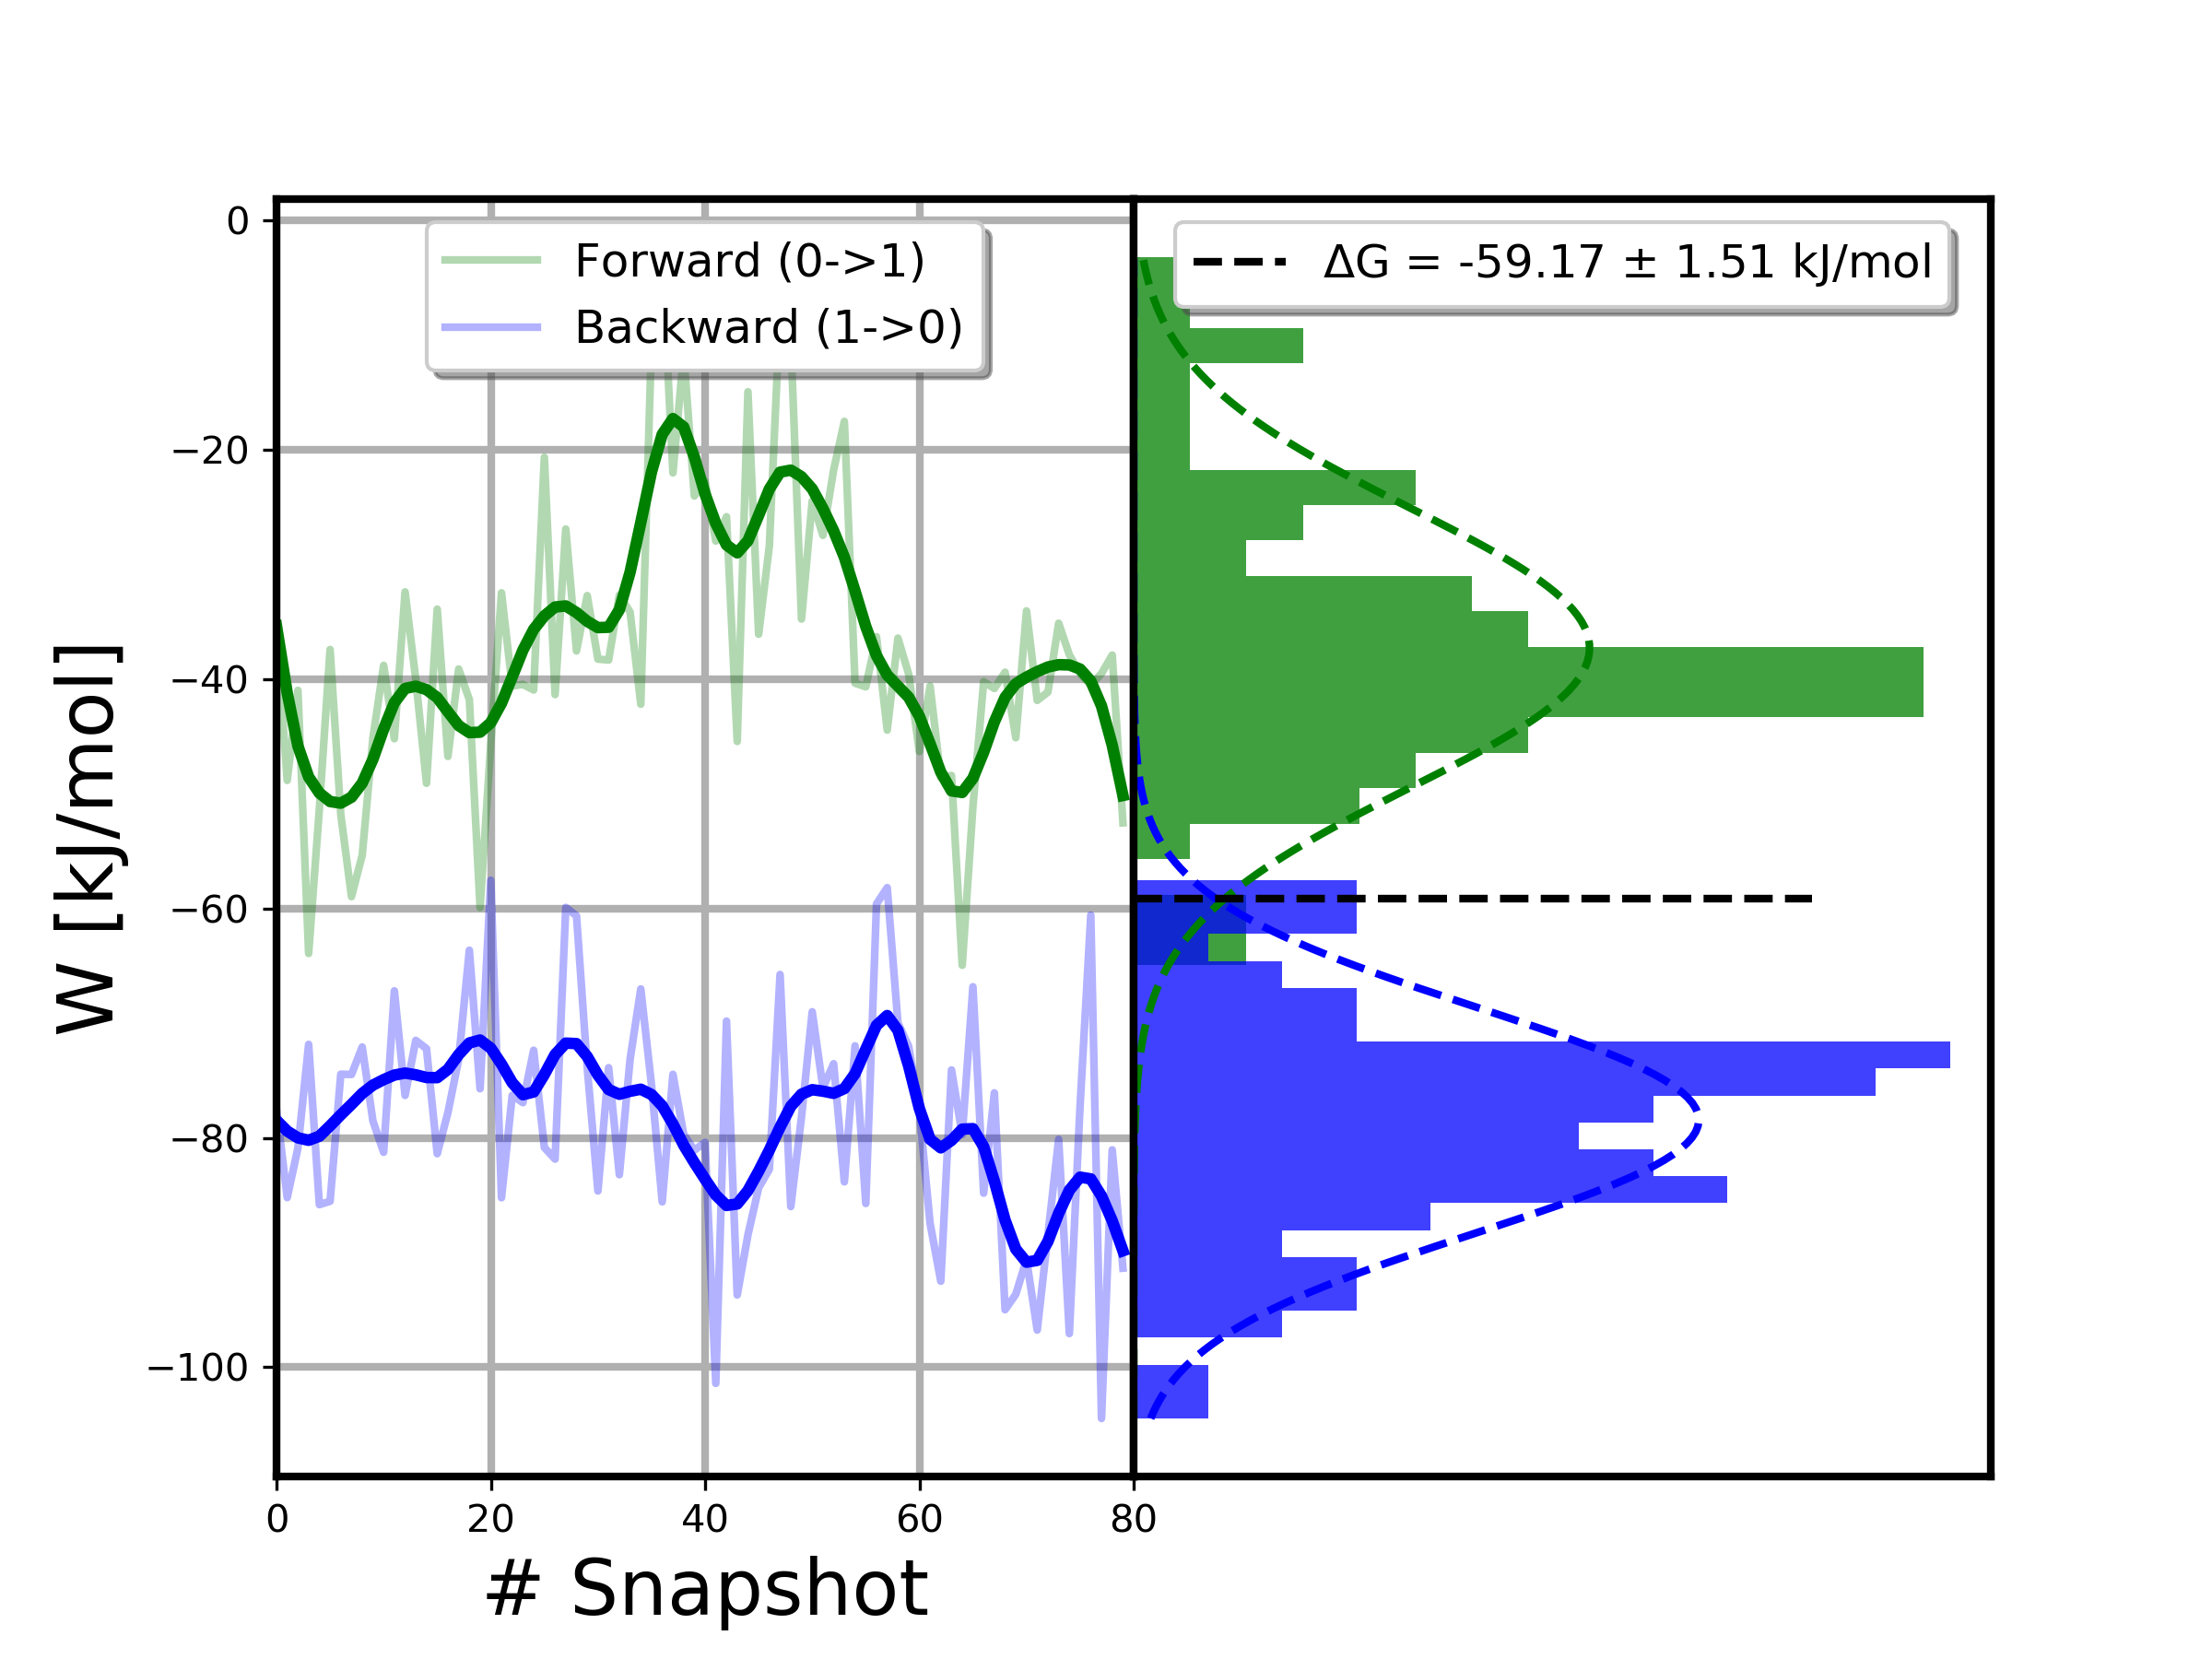 Forward (0->1)
Backward (1->0)
ΔG = -59.17 ± 1.51 kJ/mol
W [kJ/mol]
0
−20
−40
−60
−80
−100
0 20 40 60 80
# Snapshot